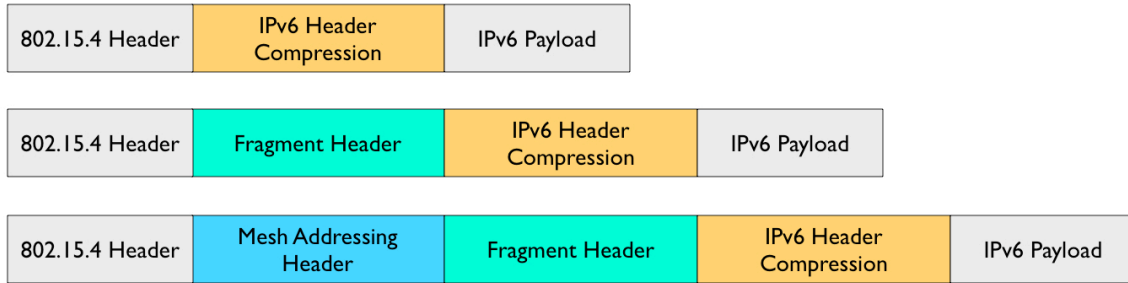 802.15.4 Header
IPv6 Header
Compression
IPv6 Payload
802.15.4 Header
Fragment Header
IPv6 Header
Compression
IPv6 Payload
802.15.4 Header
Mesh Addressing
Header
Fragment Header
IPv6 Header
Compression
IPv6 Payload